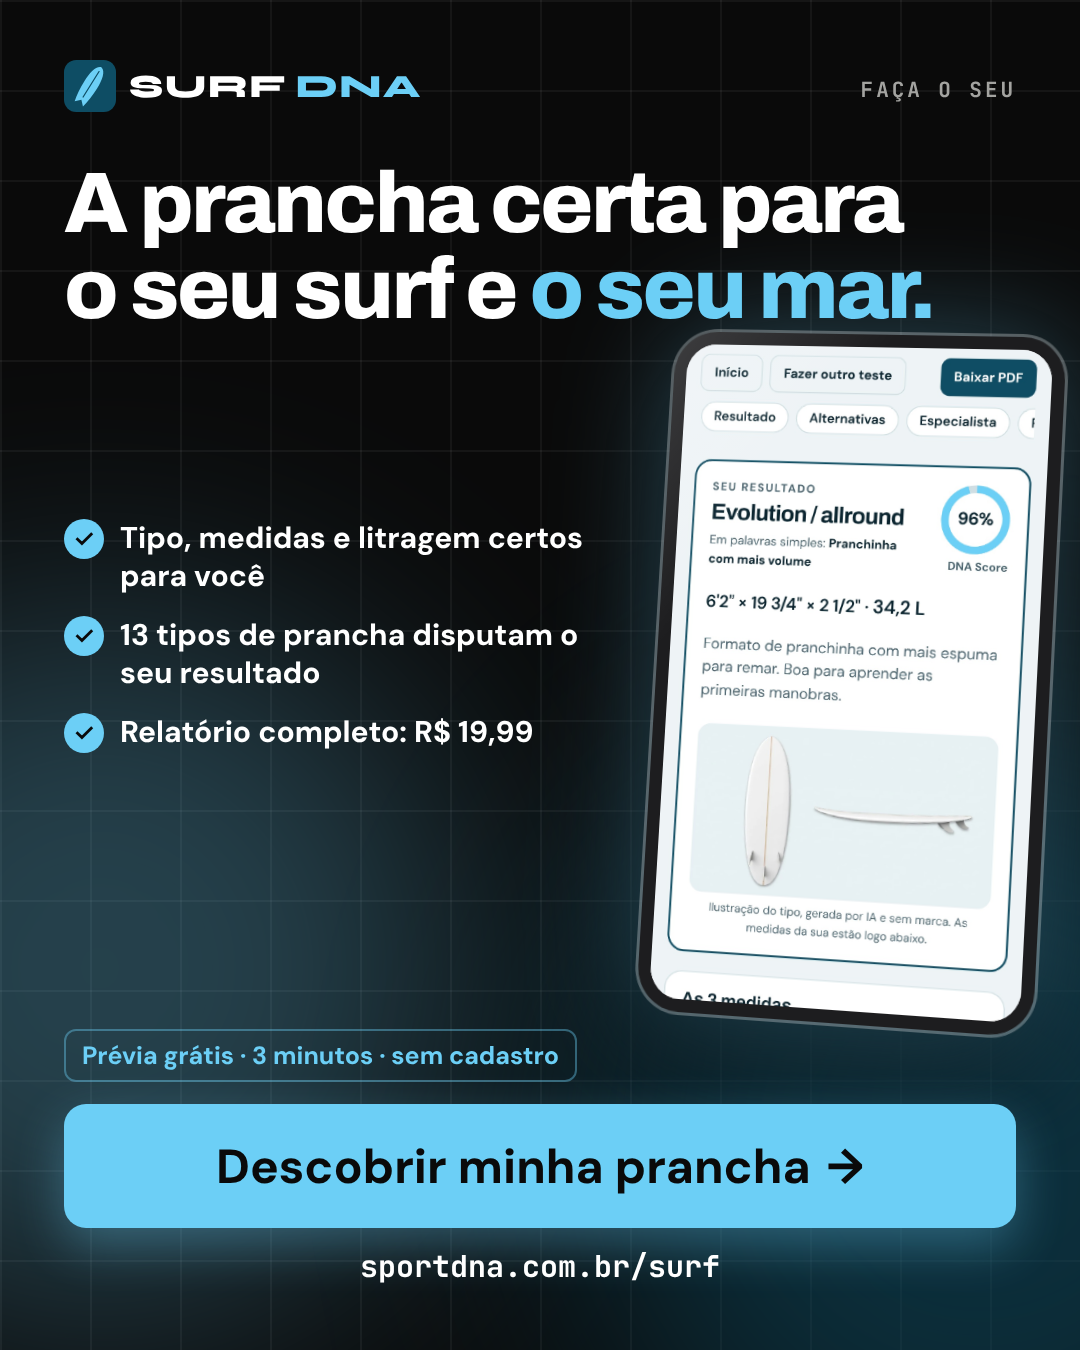 SURF DNA
FAÇA O SEU
A prancha certa para
o seu surf e o seu mar.
Início
Fazer outro teste
Baixar PDF
Resultado
Alternativas
Especialista
SEU RESULTADO
Evolution / allround
Em palavras simples: Pranchinha
com mais volume
96%
DNA Score
6'2" × 19 3/4" × 2 1/2" · 34,2 L
Formato de pranchinha com mais espuma
para remar. Boa para aprender as
primeiras manobras.
Ilustração do tipo, gerada por IA e sem marca. As
medidas da sua estão logo abaixo.
As 3 medidas
Tipo, medidas e litragem certos
para você
13 tipos de prancha disputam o
seu resultado
Relatório completo: R$ 19,99
Prévia grátis · 3 minutos · sem cadastro
Descobrir minha prancha →
sportdna.com.br/surf